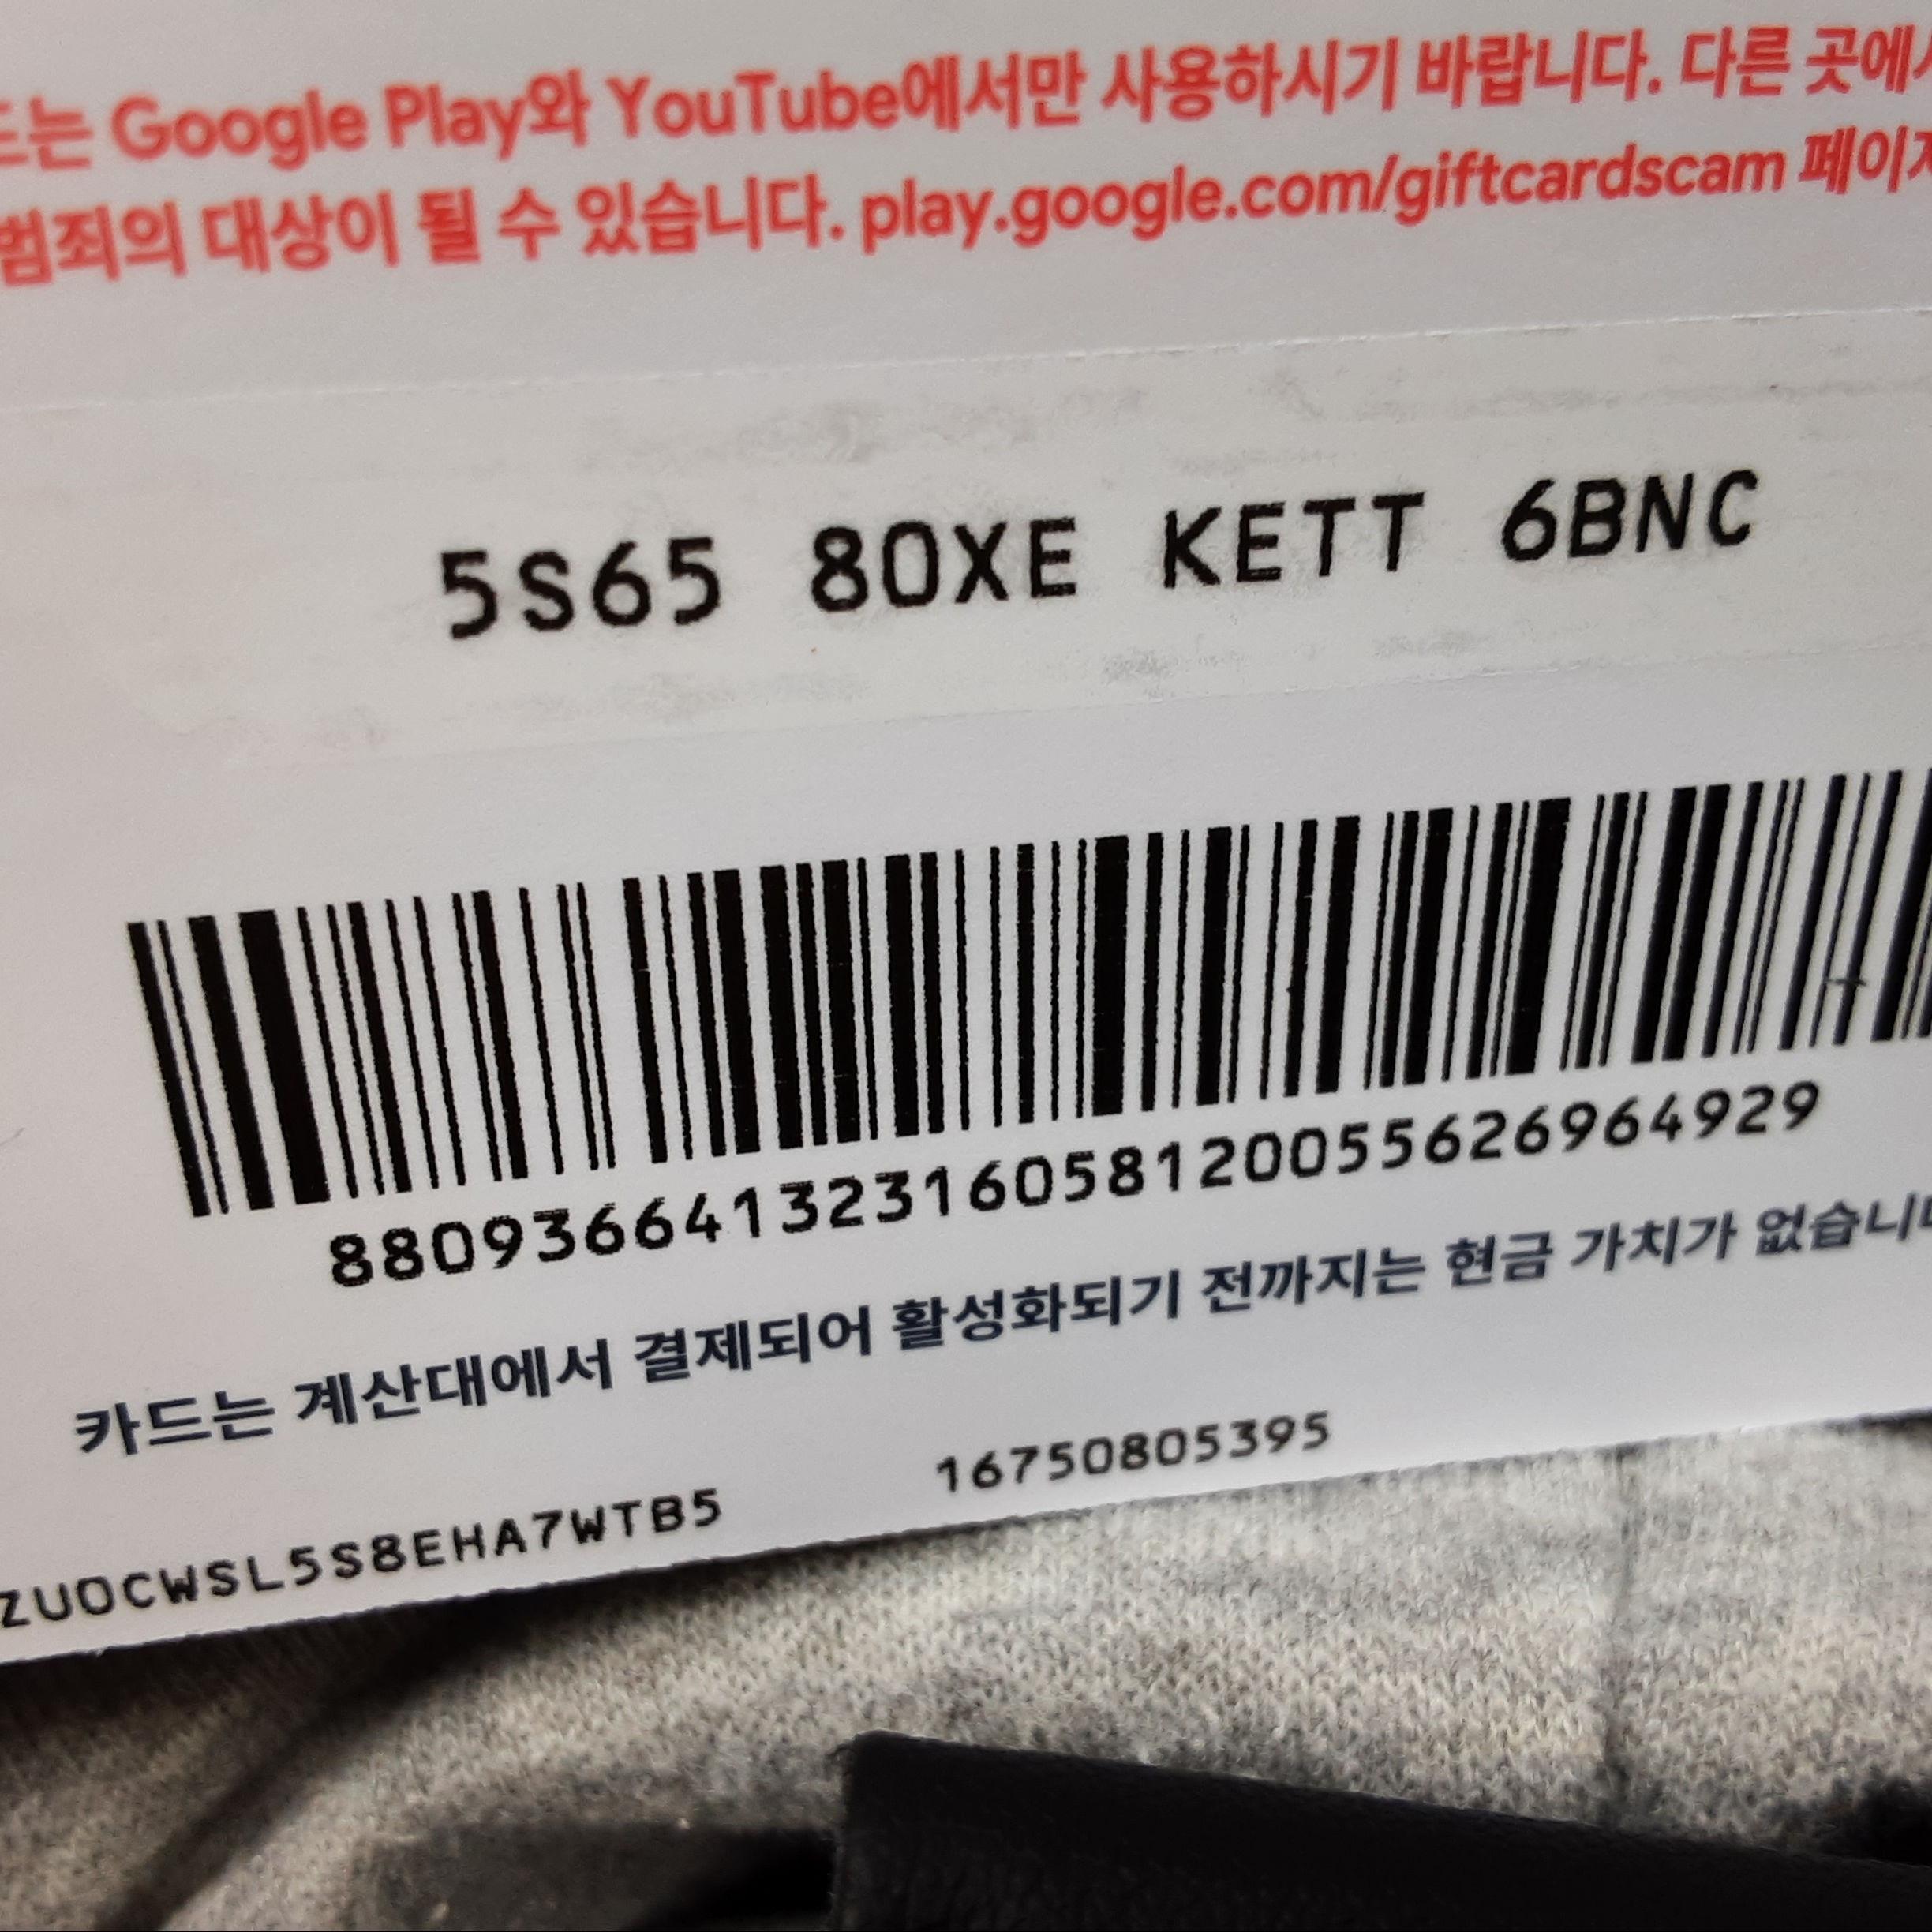 드는 Google Play와 YouTube에서만 사용하시기 바랍니다. 다른 곳에서
범죄의 대상이 될 수 있습니다. play.google.com/giftcardscam 페이지
5S65 80XE KETT 6BNC
88093664132316058120055626964929
카드는 계산대에서 결제되어 활성화되기 전까지는 현금 가치가 없습니다
ZUOCWSL5S8EHA7WTB5 16750805395